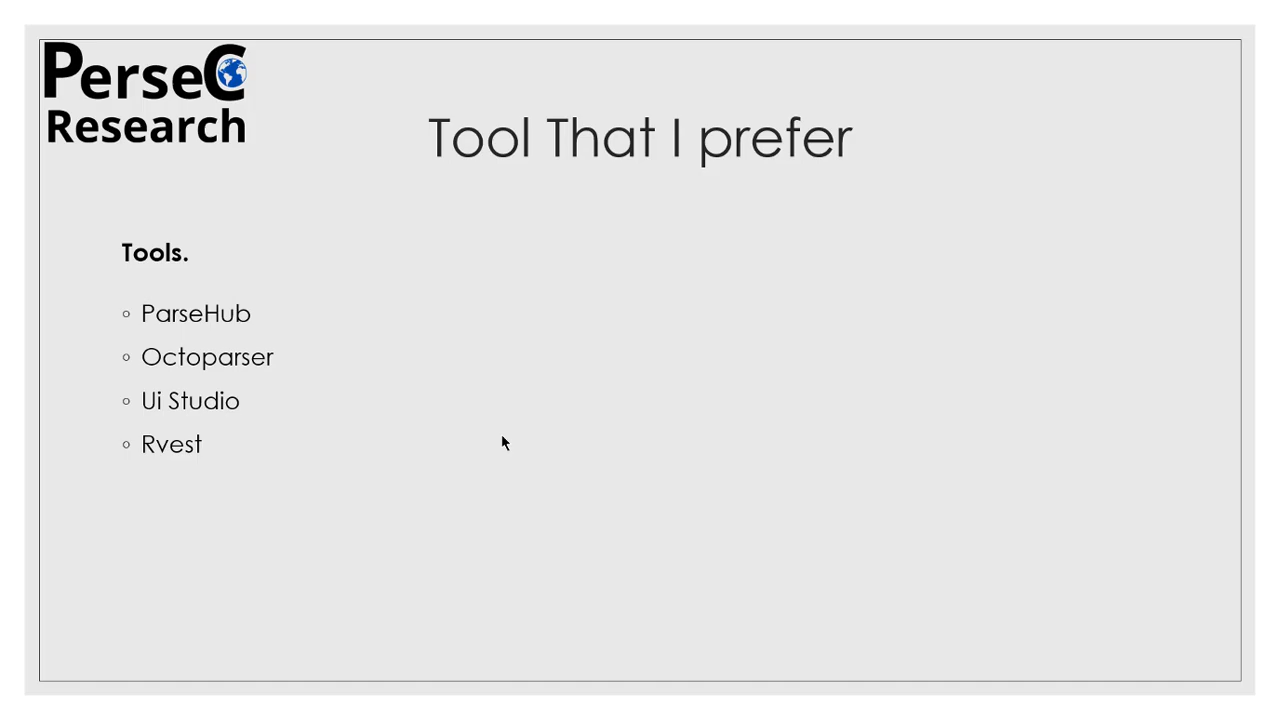 PerseC
Research
Tool That I prefer
Tools.
◦ ParseHub
◦ Octoparser
◦ Ui Studio
◦ Rvest